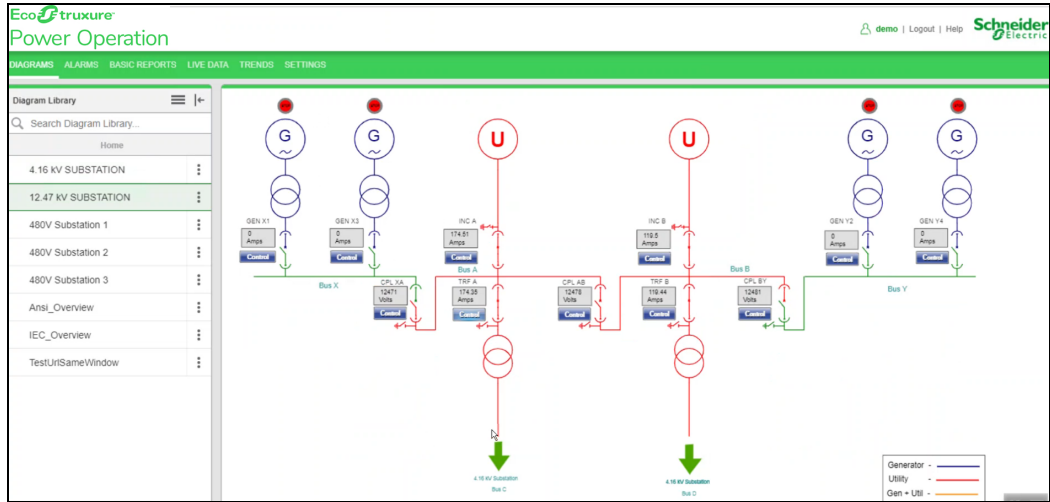 EcoStruxure
Power Operation
demo | Logout | Help
Schneider
Electric
DIAGRAMS ALARMS BASIC REPORTS LIVE DATA TRENDS SETTINGS
Diagram Library
Search Diagram Library...
Home
4.16 kV SUBSTATION
12.47 kV SUBSTATION
480V Substation 1
480V Substation 2
480V Substation 3
Ansi_Overview
IEC_Overview
TestUrlSameWindow
G G U U G G
GEN X1 GEN X3 INC A INC B GEN Y2 GEN Y4
0
Amps
Control
0
Amps
Control
174.51
Amps
Control
119.5
Amps
Control
0
Amps
Control
0
Amps
Control
Bus X Bus A Bus B Bus Y
CPL XA TRF A CPL AB TRF B CPL BY
12471
Volts
Control
174.35
Amps
Control
12478
Volts
Control
119.44
Amps
Control
12481
Volts
Control
4.16 kV Substation
Bus C
4.16 kV Substation
Bus D
Generator -
Utility -
Gen + Util -